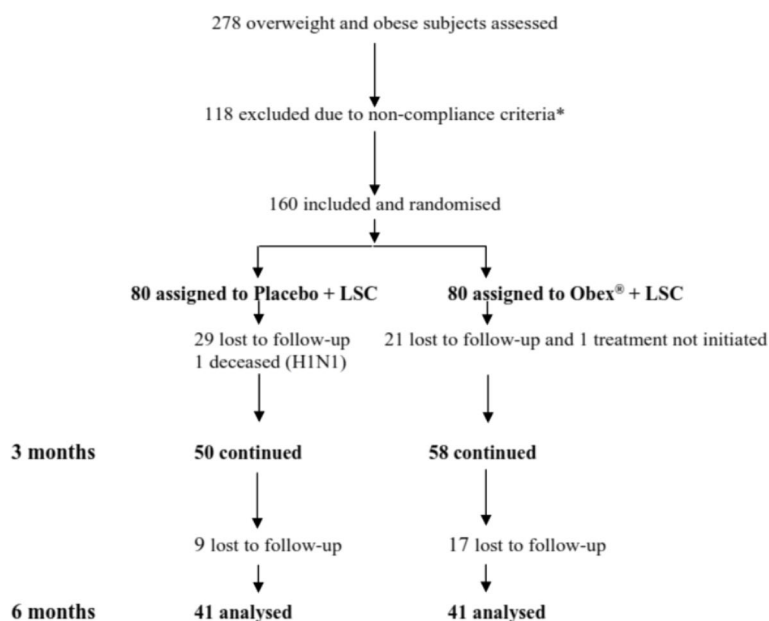 278 overweight and obese subjects assessed
118 excluded due to non-compliance criteria*
160 included and randomised
80 assigned to Placebo + LSC
80 assigned to Obex® + LSC
29 lost to follow-up
1 deceased (H1N1)
21 lost to follow-up and 1 treatment not initiated
3 months
50 continued
58 continued
9 lost to follow-up
17 lost to follow-up
6 months
41 analysed
41 analysed